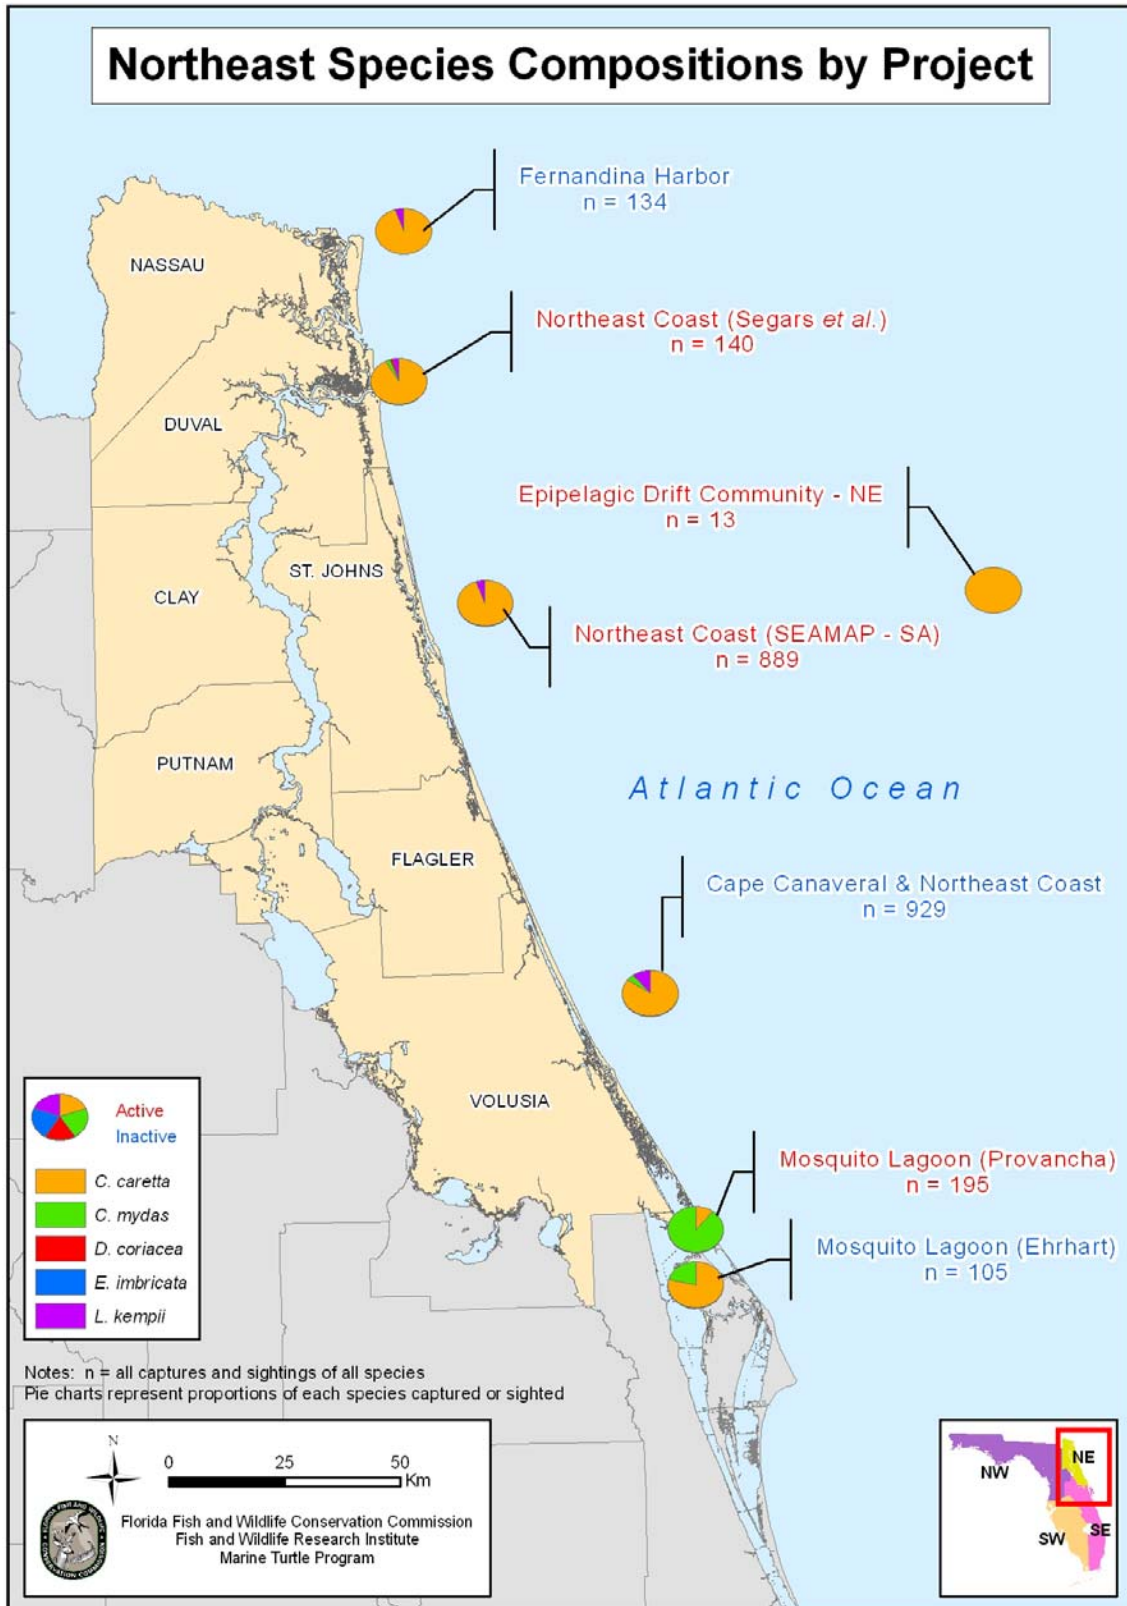 Northeast Species Compositions by Project
Fernandina Harbor
n = 134
NASSAU
Northeast Coast (Segars et al.)
n = 140
DUVAL
Epipelagic Drift Community - NE
n = 13
ST. JOHNS
CLAY
Northeast Coast (SEAMAP - SA)
n = 889
PUTNAM
Atlantic Ocean
FLAGLER
Cape Canaveral & Northeast Coast
n = 929
VOLUSIA
Mosquito Lagoon (Provancha)
n = 195
Mosquito Lagoon (Ehrhart)
n = 105
Active
Inactive
C. caretta
C. mydas
D. coriacea
E. imbricata
L. kempii
Notes: n = all captures and sightings of all species
Pie charts represent proportions of each species captured or sighted
N
0 25 50
Km
Florida Fish and Wildlife Conservation Commission
Fish and Wildlife Research Institute
Marine Turtle Program
NW
NE
SW
SE